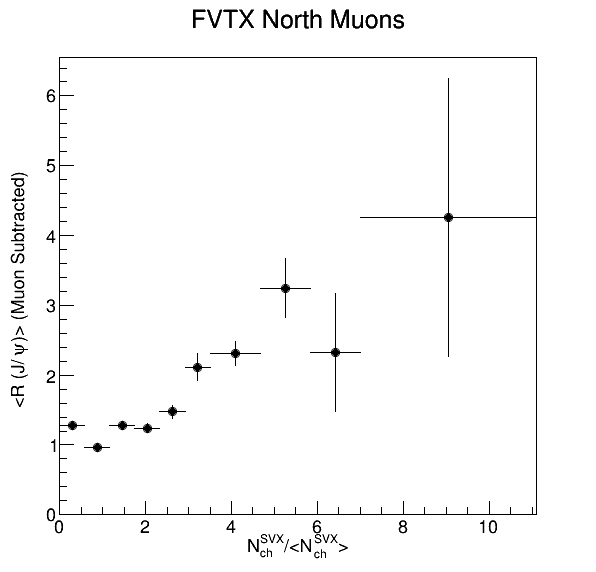 FVTX North Muons
<R (J/ψ)> (Muon Subtracted)
6
5
4
3
2
1
0
0 2 4 6 8 10
N_ch^SVX/<N_ch^SVX>